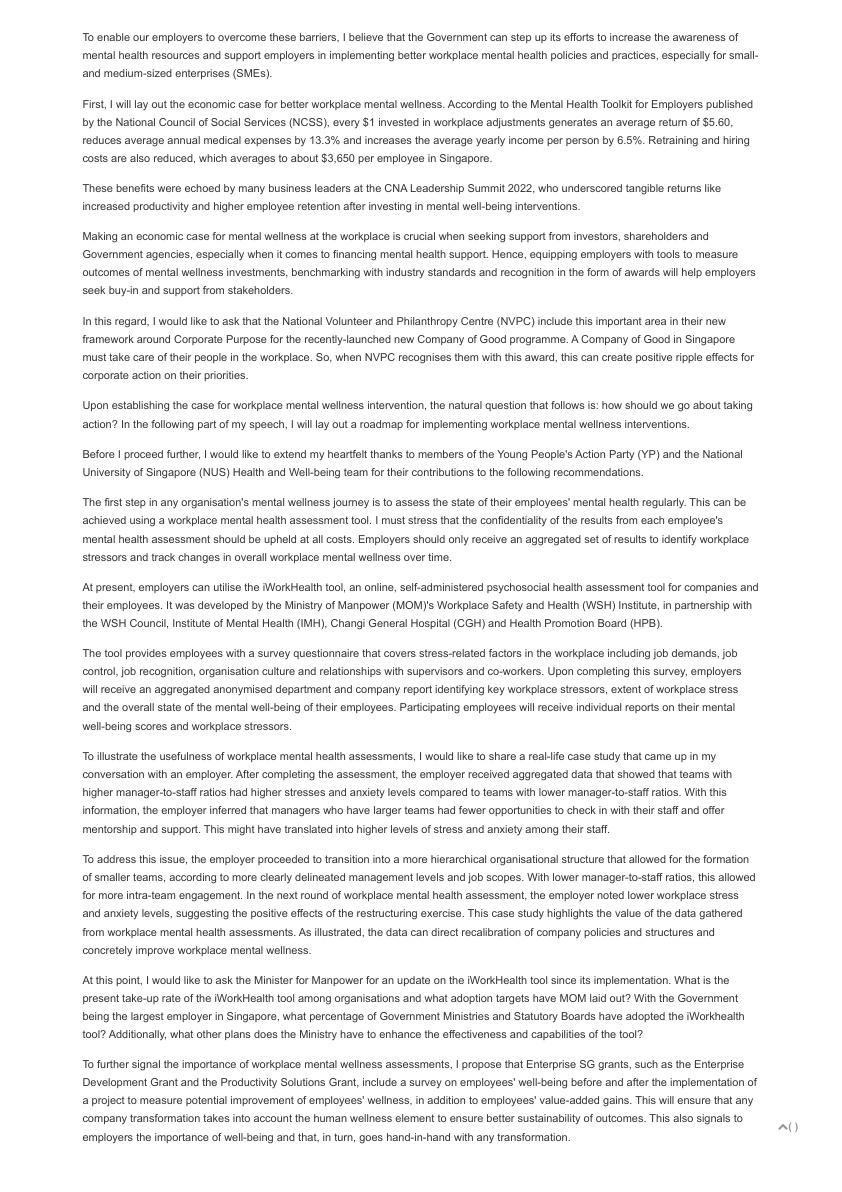 To enable our employers to overcome these barriers, I believe that the Government can step up its efforts to increase the awareness of
mental health resources and support employers in implementing better workplace mental health policies and practices, especially for small-
and medium-sized enterprises (SMEs).
First, I will lay out the economic case for better workplace mental wellness. According to the Mental Health Toolkit for Employers published
by the National Council of Social Services (NCSS), every $1 invested in workplace adjustments generates an average return of $5.60,
reduces average annual medical expenses by 13.3% and increases the average yearly income per person by 6.5%. Retraining and hiring
costs are also reduced, which averages to about $3,650 per employee in Singapore.
These benefits were echoed by many business leaders at the CNA Leadership Summit 2022, who underscored tangible returns like
increased productivity and higher employee retention after investing in mental well-being interventions.
Making an economic case for mental wellness at the workplace is crucial when seeking support from investors, shareholders and
Government agencies, especially when it comes to financing mental health support. Hence, equipping employers with tools to measure
outcomes of mental wellness investments, benchmarking with industry standards and recognition in the form of awards will help employers
seek buy-in and support from stakeholders.
In this regard, I would like to ask that the National Volunteer and Philanthropy Centre (NVPC) include this important area in their new
framework around Corporate Purpose for the recently-launched new Company of Good programme. A Company of Good in Singapore
must take care of their people in the workplace. So, when NVPC recognises them with this award, this can create positive ripple effects for
corporate action on their priorities.
Upon establishing the case for workplace mental wellness intervention, the natural question that follows is: how should we go about taking
action? In the following part of my speech, I will lay out a roadmap for implementing workplace mental wellness interventions.
Before I proceed further, I would like to extend my heartfelt thanks to members of the Young People's Action Party (YP) and the National
University of Singapore (NUS) Health and Well-being team for their contributions to the following recommendations.
The first step in any organisation's mental wellness journey is to assess the state of their employees' mental health regularly. This can be
achieved using a workplace mental health assessment tool. I must stress that the confidentiality of the results from each employee's
mental health assessment should be upheld at all costs. Employers should only receive an aggregated set of results to identify workplace
stressors and track changes in overall workplace mental wellness over time.
At present, employers can utilise the iWorkHealth tool, an online, self-administered psychosocial health assessment tool for companies and
their employees. It was developed by the Ministry of Manpower (MOM)'s Workplace Safety and Health (WSH) Institute, in partnership with
the WSH Council, Institute of Mental Health (IMH), Changi General Hospital (CGH) and Health Promotion Board (HPB).
The tool provides employees with a survey questionnaire that covers stress-related factors in the workplace including job demands, job
control, job recognition, organisation culture and relationships with supervisors and co-workers. Upon completing this survey, employers
will receive an aggregated anonymised department and company report identifying key workplace stressors, extent of workplace stress
and the overall state of the mental well-being of their employees. Participating employees will receive individual reports on their mental
well-being scores and workplace stressors.
To illustrate the usefulness of workplace mental health assessments, I would like to share a real-life case study that came up in my
conversation with an employer. After completing the assessment, the employer received aggregated data that showed that teams with
higher manager-to-staff ratios had higher stresses and anxiety levels compared to teams with lower manager-to-staff ratios. With this
information, the employer inferred that managers who have larger teams had fewer opportunities to check in with their staff and offer
mentorship and support. This might have translated into higher levels of stress and anxiety among their staff.
To address this issue, the employer proceeded to transition into a more hierarchical organisational structure that allowed for the formation
of smaller teams, according to more clearly delineated management levels and job scopes. With lower manager-to-staff ratios, this allowed
for more intra-team engagement. In the next round of workplace mental health assessment, the employer noted lower workplace stress
and anxiety levels, suggesting the positive effects of the restructuring exercise. This case study highlights the value of the data gathered
from workplace mental health assessments. As illustrated, the data can direct recalibration of company policies and structures and
concretely improve workplace mental wellness.
At this point, I would like to ask the Minister for Manpower for an update on the iWorkHealth tool since its implementation. What is the
present take-up rate of the iWorkHealth tool among organisations and what adoption targets have MOM laid out? With the Government
being the largest employer in Singapore, what percentage of Government Ministries and Statutory Boards have adopted the iWorkhealth
tool? Additionally, what other plans does the Ministry have to enhance the effectiveness and capabilities of the tool?
To further signal the importance of workplace mental wellness assessments, I propose that Enterprise SG grants, such as the Enterprise
Development Grant and the Productivity Solutions Grant, include a survey on employees' well-being before and after the implementation of
a project to measure potential improvement of employees' wellness, in addition to employees' value-added gains. This will ensure that any
company transformation takes into account the human wellness element to ensure better sustainability of outcomes. This also signals to
employers the importance of well-being and that, in turn, goes hand-in-hand with any transformation.
( )